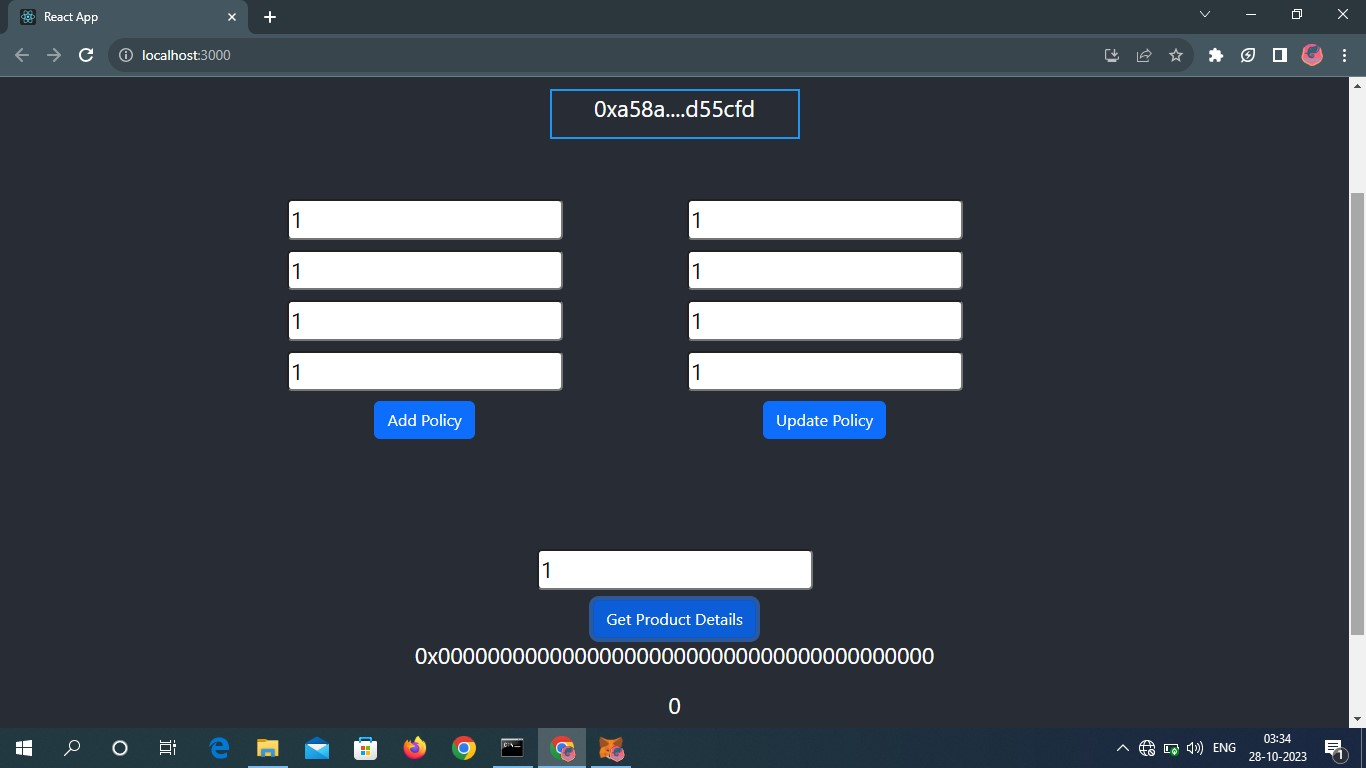 React App
localhost:3000
0xa58a....d55cfd
1 1
1 1
1 1
1 1
Add Policy Update Policy
1
Get Product Details
0x0000000000000000000000000000000000000000
0
ENG 03:34
28-10-2023
1